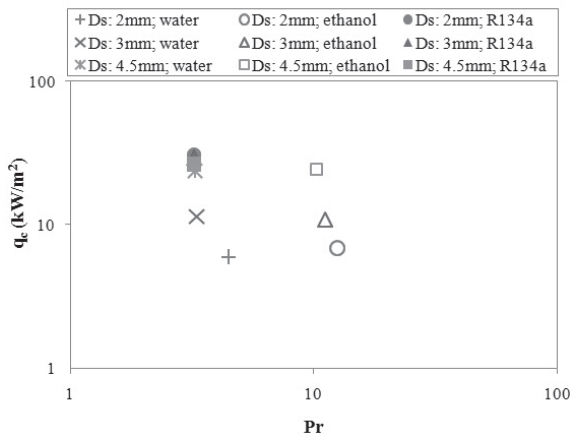 Ds: 2mm; water Ds: 2mm; ethanol Ds: 2mm; R134a
Ds: 3mm; water Ds: 3mm; ethanol Ds: 3mm; R134a
Ds: 4.5mm; water Ds: 4.5mm; ethanol Ds: 4.5mm; R134a
100
10
1
qc (kW/m²)
1 10 100
Pr